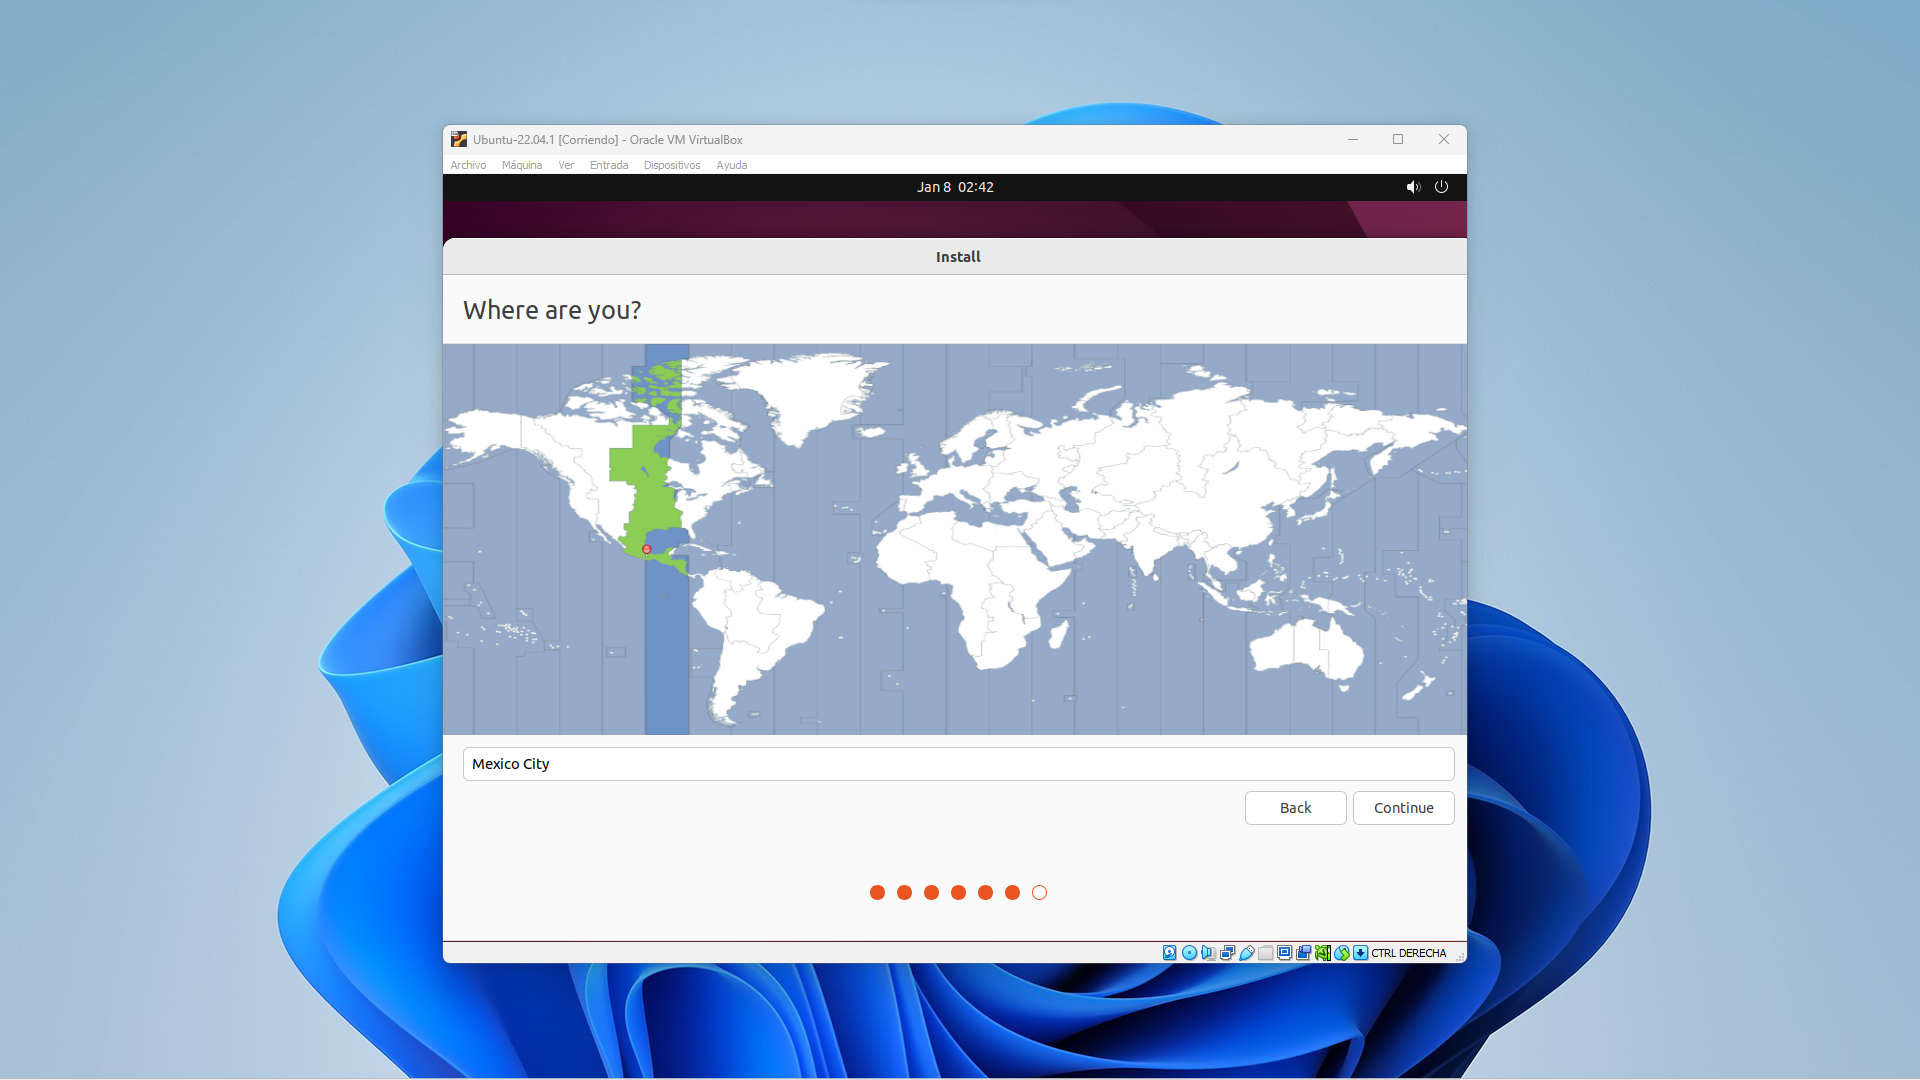 Ubuntu-22.04.1 [Corriendo] - Oracle VM VirtualBox
Archivo Máquina Ver Entrada Dispositivos Ayuda
Jan 8 02:42
Install
Where are you?
Mexico City
Back Continue
CTRL DERECHA